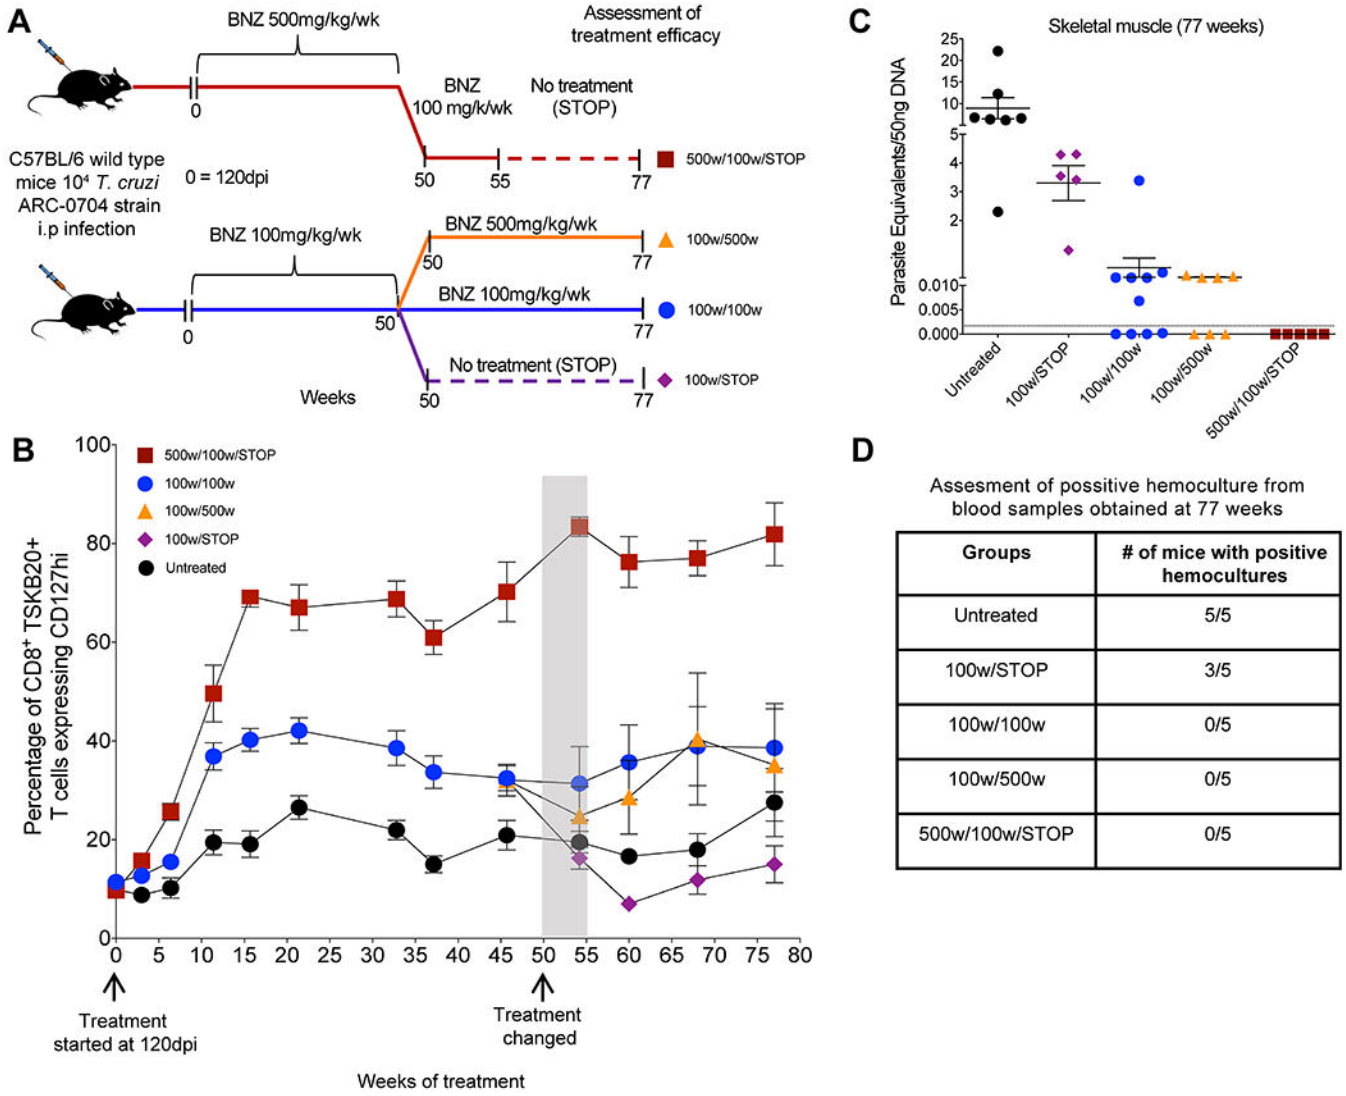 A
BNZ 500mg/kg/wk
Assessment of
treatment efficacy
0
BNZ
100 mg/k/wk
No treatment
(STOP)
50
55
77
500w/100w/STOP
C57BL/6 wild type
mice 10⁴ T. cruzi
ARC-0704 strain
i.p infection
0 = 120dpi
BNZ 100mg/kg/wk
BNZ 500mg/kg/wk
50
77
100w/500w
BNZ 100mg/kg/wk
0
50
77
100w/100w
No treatment (STOP)
50
77
100w/STOP
Weeks
B
Percentage of CD8⁺ TSKB20+
T cells expressing CD127hi
100
80
60
40
20
0
500w/100w/STOP
100w/100w
100w/500w
100w/STOP
Untreated
0 5 10 15 20 25 30 35 40 45 50 55 60 65 70 75 80
Treatment
started at 120dpi
Treatment
changed
Weeks of treatment
C
Skeletal muscle (77 weeks)
Parasite Equivalents/50ng DNA
25
20
15
10
5
4
3
2
0.010
0.005
0.000
Untreated
100w/STOP
100w/100w
100w/500w
500w/100w/STOP
D
Assesment of possitive hemoculture from
blood samples obtained at 77 weeks
Groups # of mice with positive
hemocultures
Untreated 5/5
100w/STOP 3/5
100w/100w 0/5
100w/500w 0/5
500w/100w/STOP 0/5